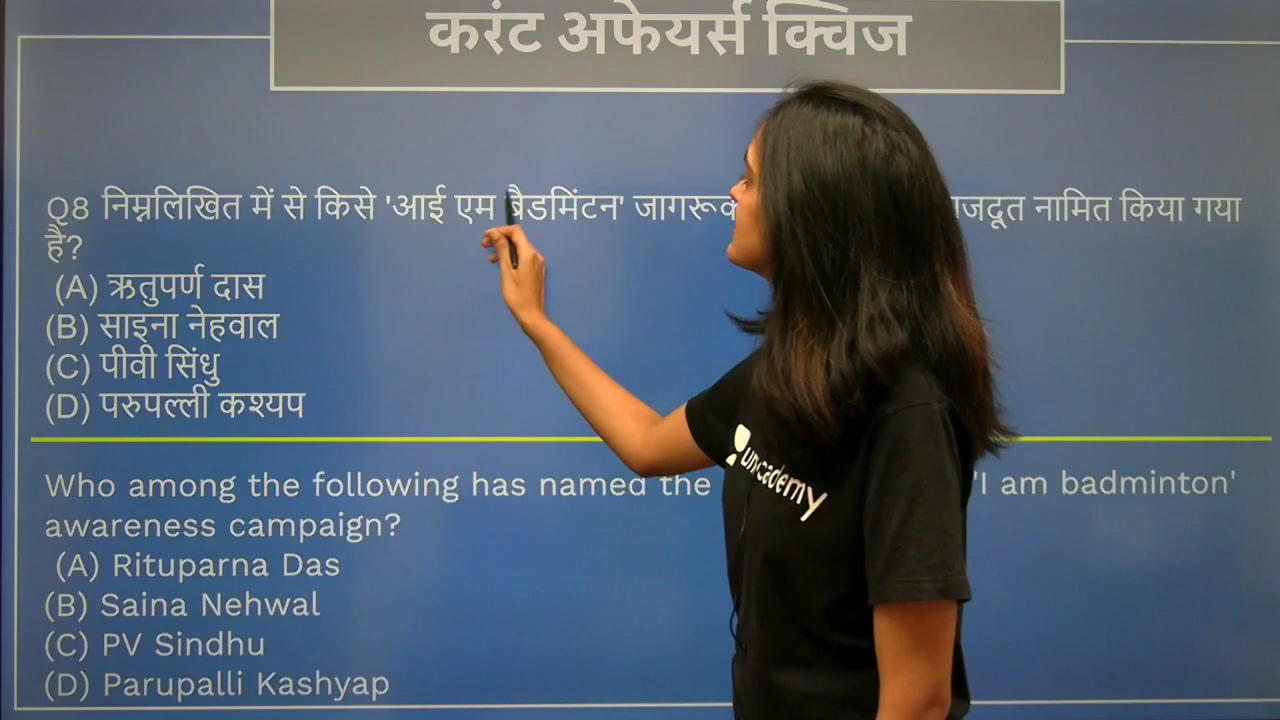 करंट अफेयर्स क्विज
Q8 निम्नलिखित में से किसे 'आई एम बैडमिंटन' नामित किया गया
हैं?
(A) ऋतुपर्ण दास
(B) साइना नेहवाल
(C) पीवी सिंधु
(D) परुपल्ली कश्यप
Who among the following has named the 'I am badminton'
awareness campaign?
(A) Rituparna Das
(B) Saina Nehwal
(C) PV Sindhu
(D) Parupalli Kashyap
unacademy